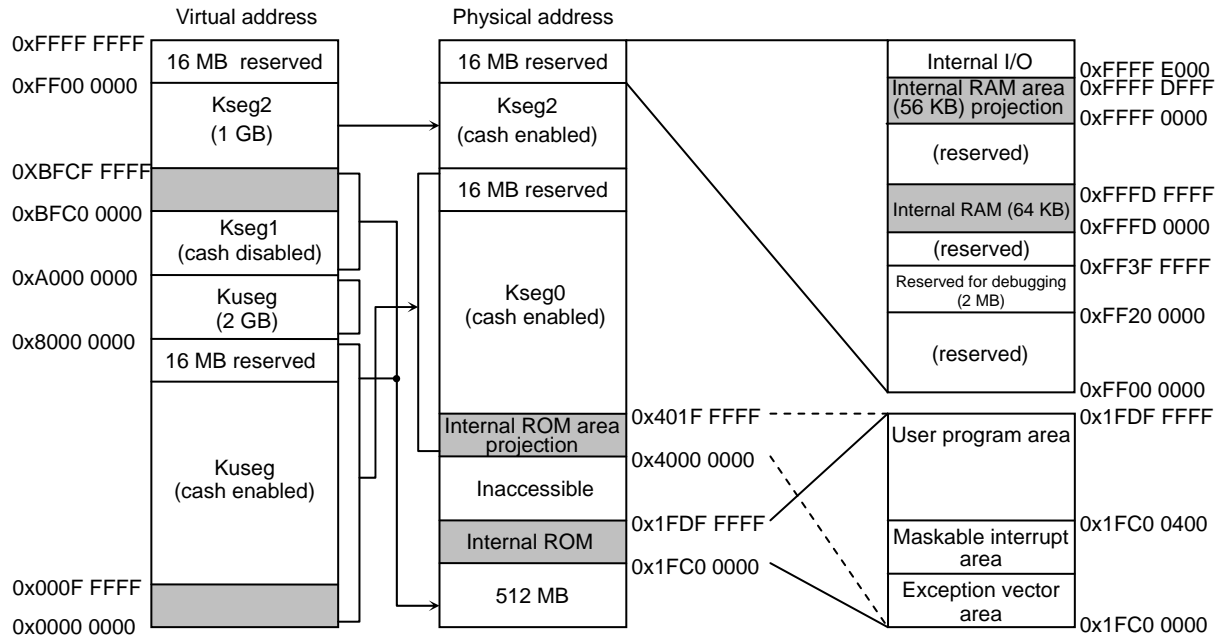 Virtual address
Physical address
0xFFFF FFFF
16 MB reserved
0xFF00 0000
Kseg2
(1 GB)
0XBFCF FFFF
0xBFC0 0000
Kseg1
(cash disabled)
0xA000 0000
Kuseg
(2 GB)
0x8000 0000
16 MB reserved
Kuseg
(cash enabled)
0x000F FFFF
0x0000 0000
16 MB reserved
Kseg2
(cash enabled)
16 MB reserved
Kseg0
(cash enabled)
Internal ROM area
projection
0x401F FFFF
0x4000 0000
Inaccessible
0x1FDF FFFF
Internal ROM
0x1FC0 0000
512 MB
Internal I/O
0xFFFF E000
Internal RAM area
(56 KB) projection
0xFFFF DFFF
0xFFFF 0000
(reserved)
0xFFFD FFFF
Internal RAM (64 KB)
0xFFFD 0000
(reserved)
0xFF3F FFFF
Reserved for debugging
(2 MB)
0xFF20 0000
(reserved)
0xFF00 0000
0x1FDF FFFF
User program area
0x1FC0 0400
Maskable interrupt
area
Exception vector
area
0x1FC0 0000